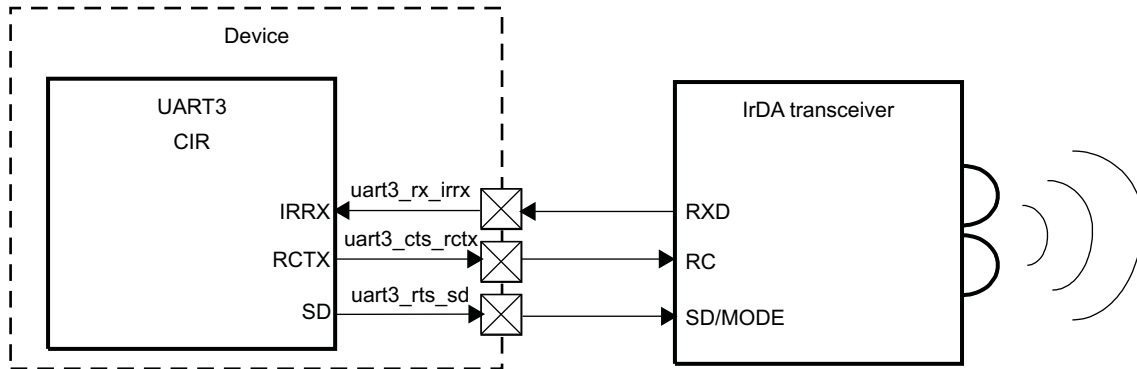 Device
UART3
CIR
IrDA transceiver
uart3_rx_irrx
IRRX
RXD
uart3_cts_rctx
RCTX
RC
uart3_rts_sd
SD
SD/MODE